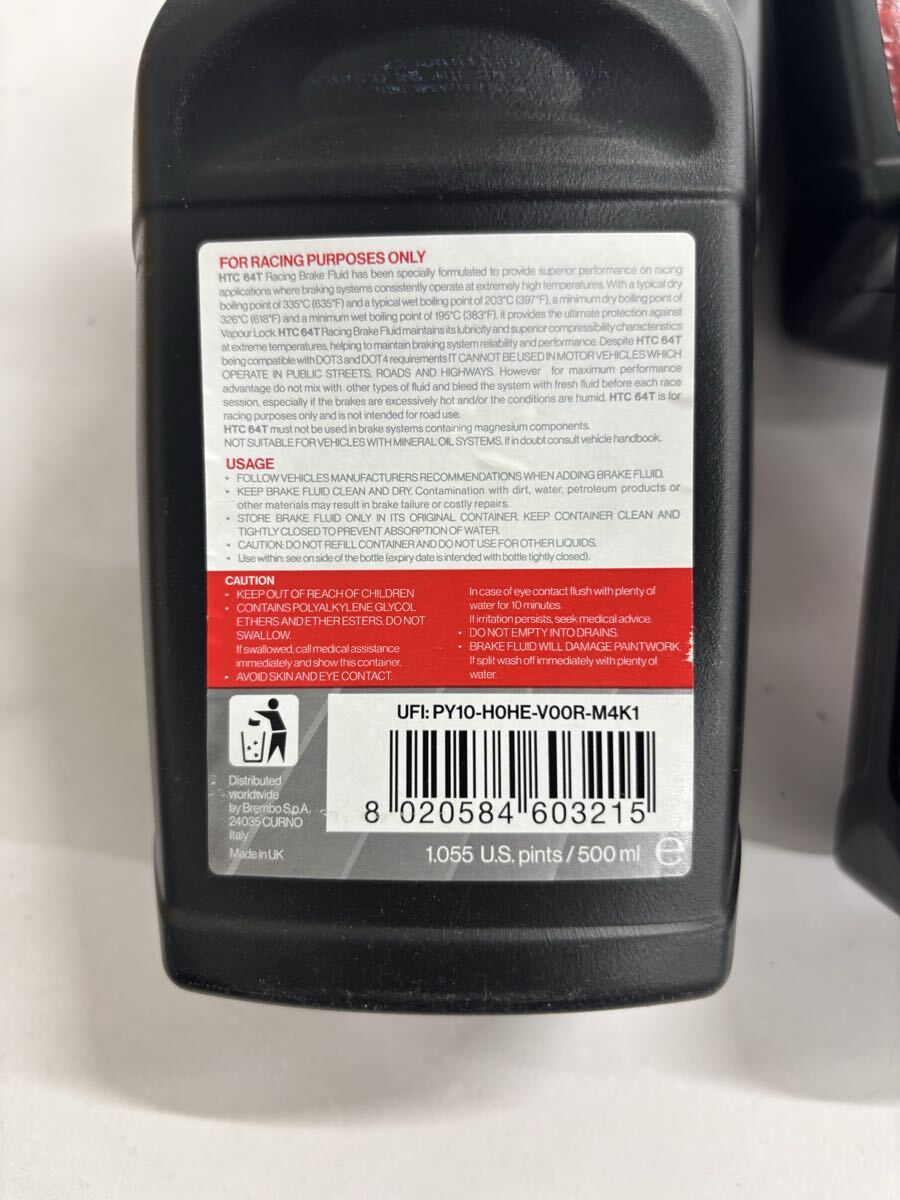 FOR RACING PURPOSES ONLY
HTC 64T Racing Brake Fluid has been specially formulated to provide superior performance on racing
applications where braking systems consistently operate at extremely high temperatures. With a typical dry
boiling point of 335°C (635°F) and a typical wet boiling point of 203°C (397°F), a minimum dry boiling point of
326°C (618°F) and a minimum wet boiling point of 195°C (383°F), it provides the ultimate protection against
Vapour Lock. HTC 64T Racing Brake Fluid maintains its lubricity and superior compressibility characteristics
at extreme temperatures, helping to maintain braking system reliability and performance. Despite HTC 64T
being compatible with DOT3 and DOT4 requirements IT CANNOT BE USED IN MOTOR VEHICLES WHICH
OPERATE IN PUBLIC STREETS, ROADS AND HIGHWAYS. However for maximum performance
advantage do not mix with other types of fluid and bleed the system with fresh fluid before each race
session, especially if the brakes are excessively hot and/or the conditions are humid. HTC 64T is for
racing purposes only and is not intended for road use.
HTC 64T must not be used in brake systems containing magnesium components.
NOT SUITABLE FOR VEHICLES WITH MINERAL OIL SYSTEMS. If in doubt consult vehicle handbook.
USAGE
• FOLLOW VEHICLES MANUFACTURERS RECOMMENDATIONS WHEN ADDING BRAKE FLUID.
• KEEP BRAKE FLUID CLEAN AND DRY. Contamination with dirt, water, petroleum products or
other materials may result in brake failure or costly repairs.
• STORE BRAKE FLUID ONLY IN ITS ORIGINAL CONTAINER. KEEP CONTAINER CLEAN AND
TIGHTLY CLOSED TO PREVENT ABSORPTION OF WATER.
• CAUTION: DO NOT REFILL CONTAINER AND DO NOT USE FOR OTHER LIQUIDS.
• Use within: see on side of the bottle (expiry date is intended with bottle tightly closed).
CAUTION
• KEEP OUT OF REACH OF CHILDREN
• CONTAINS POLYALKYLENE GLYCOL
ETHERS AND ETHER ESTERS. DO NOT
SWALLOW.
If swallowed, call medical assistance
immediately and show this container.
• AVOID SKIN AND EYE CONTACT.
In case of eye contact flush with plenty of
water for 10 minutes.
If irritation persists, seek medical advice.
• DO NOT EMPTY INTO DRAINS.
• BRAKE FLUID WILL DAMAGE PAINTWORK
If split wash off immediately with plenty of
water.
Distributed
worldwide
by Brembo S.p.A.
24035 CURNO
Italy
Made in UK
UFI: PY10-H0HE-V00R-M4K1
8 020584 603215
1.055 U.S. pints / 500 ml e